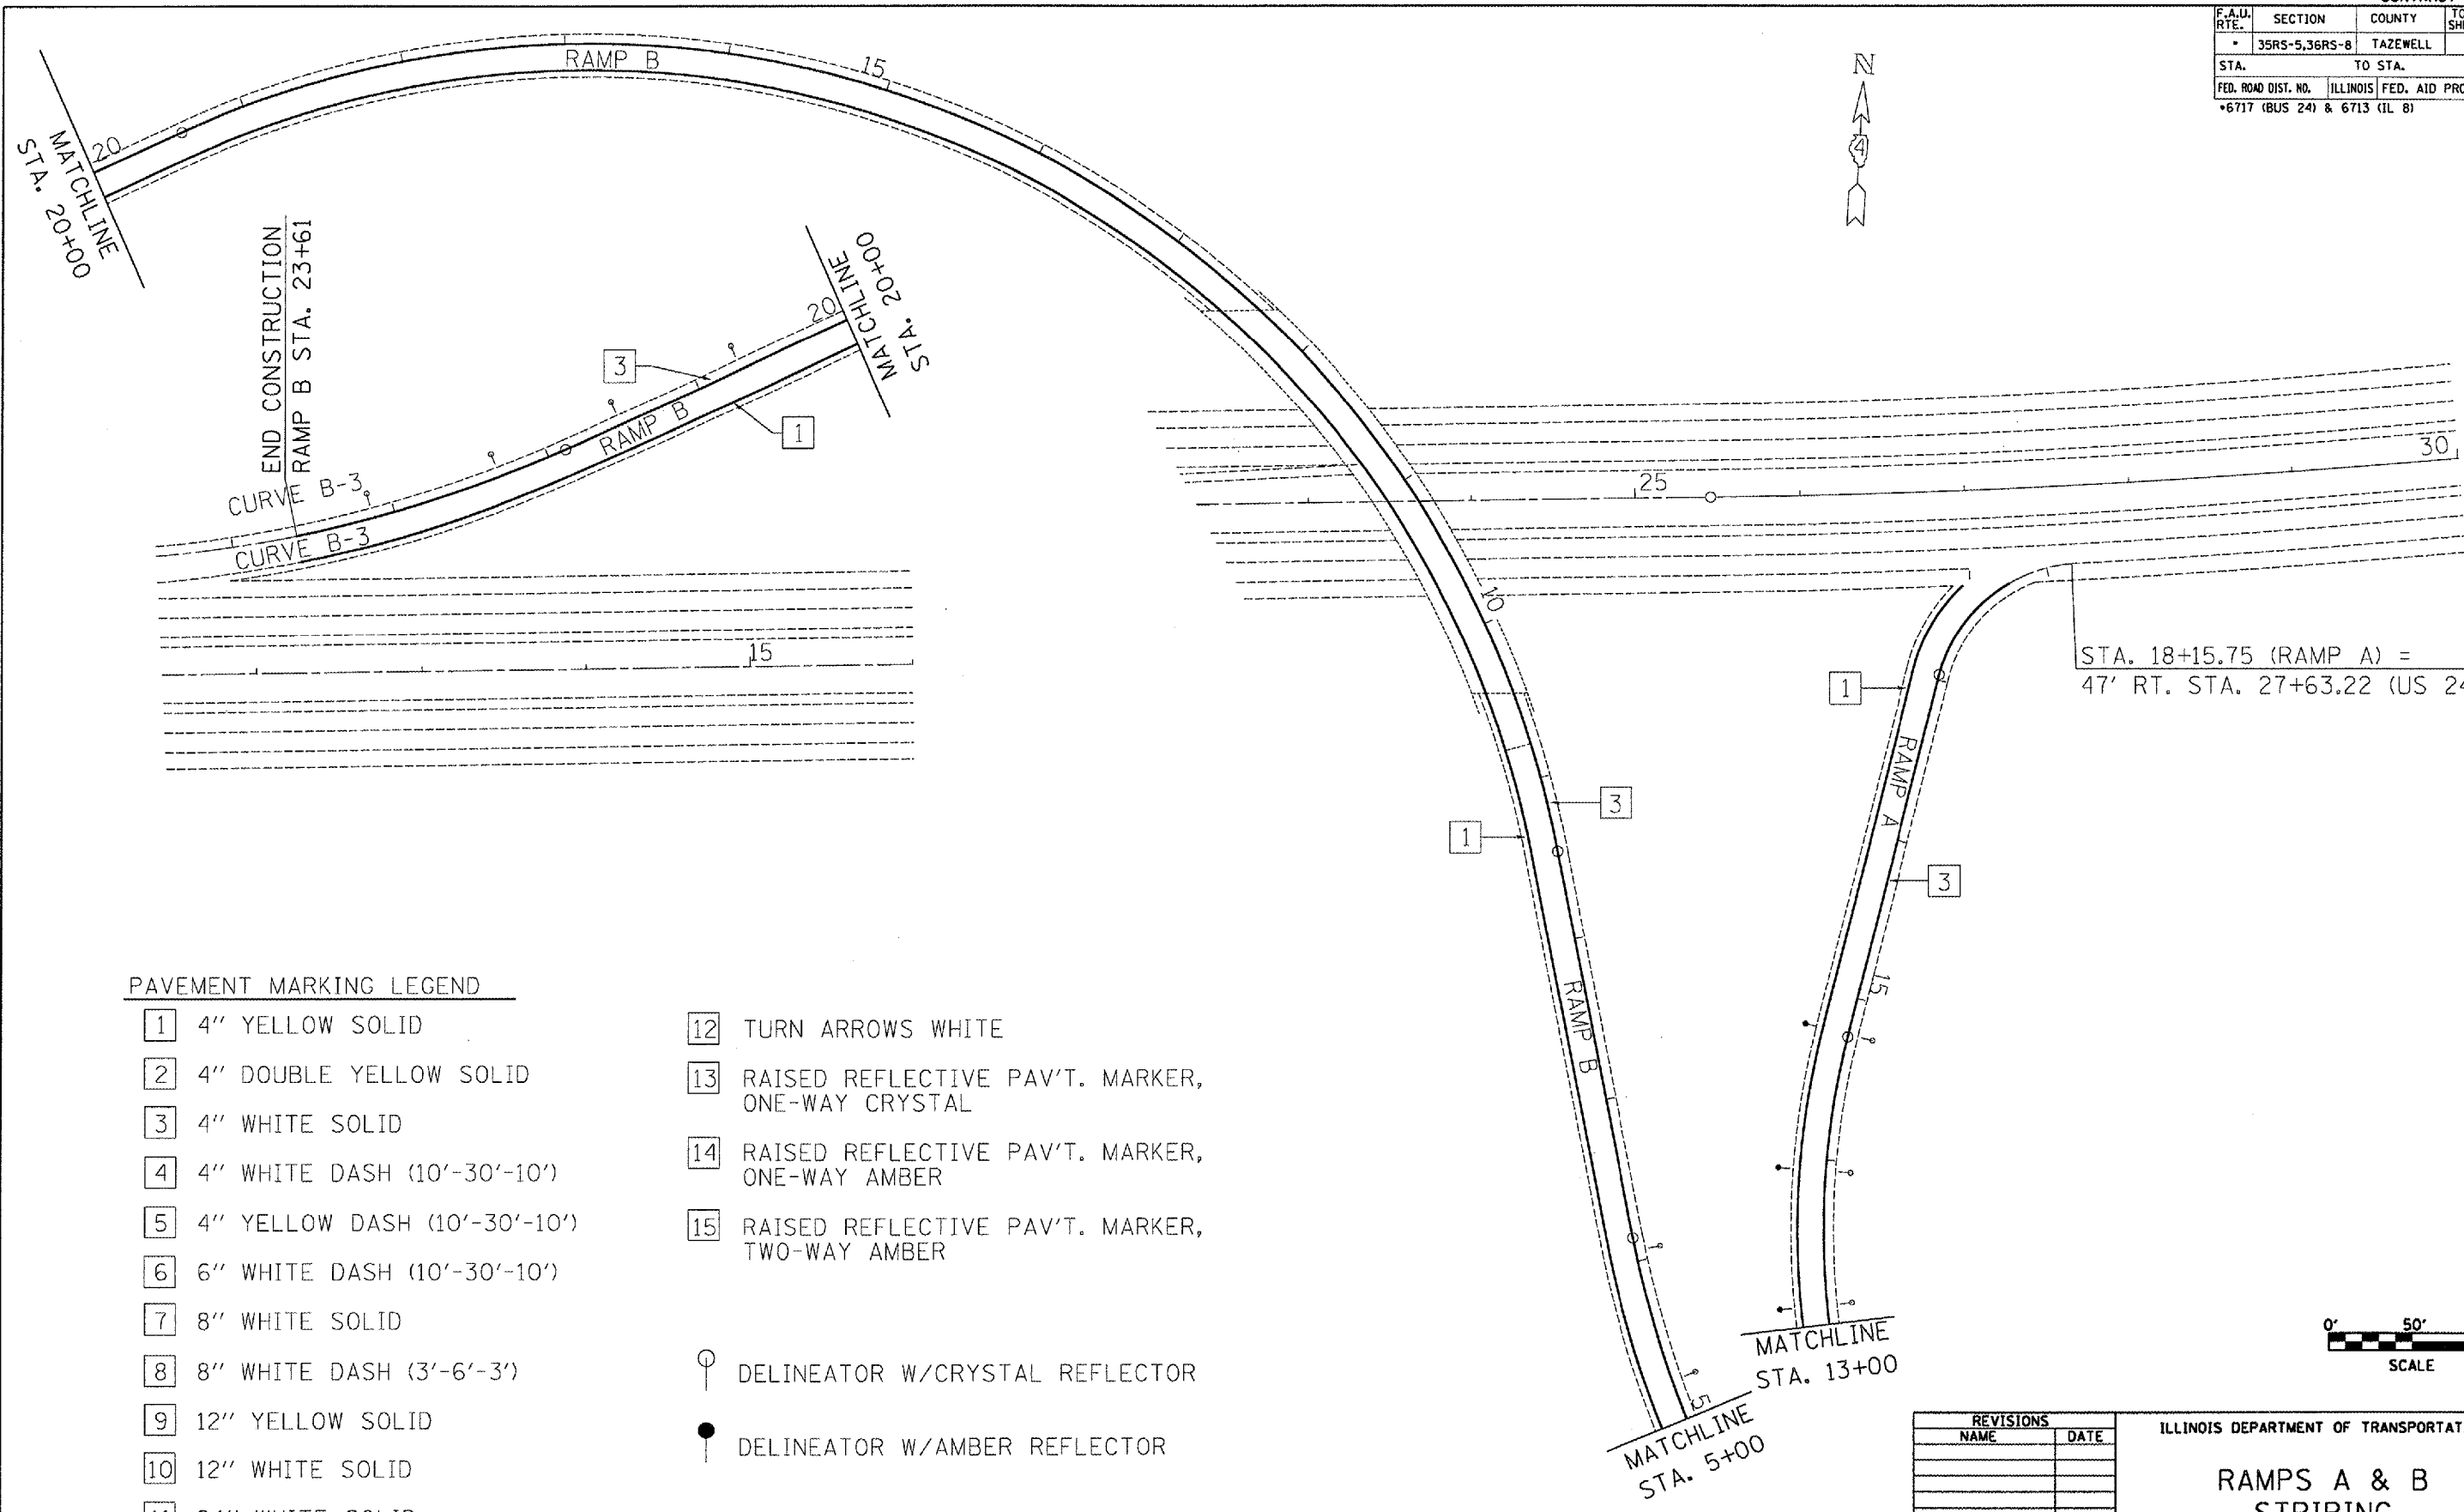 F.A.U. RTE. SECTION COUNTY
* 35RS-5,36RS-8 TAZEWELL
STA. TO STA.
FED. ROAD DIST. NO. ILLINOIS FED. AID
*6717 (BUS 24) & 6713 (IL 8)
N
4
RAMP B
15
20
MATCHLINE
STA. 20+00
END CONSTRUCTION
RAMP B STA. 23+61
20
MATCHLINE
STA. 20+00
3
RAMP B
1
CURVE B-3
CURVE B-3
15
25
30
10
STA. 18+15.75 (RAMP A) =
47' RT. STA. 27+63.22 (US
1
RAMP A
3
15
3
1
RAMP B
MATCHLINE
STA. 13+00
5
MATCHLINE
STA. 5+00
PAVEMENT MARKING LEGEND
1 4" YELLOW SOLID
2 4" DOUBLE YELLOW SOLID
3 4" WHITE SOLID
4 4" WHITE DASH (10'-30'-10')
5 4" YELLOW DASH (10'-30'-10')
6 6" WHITE DASH (10'-30'-10')
7 8" WHITE SOLID
8 8" WHITE DASH (3'-6'-3')
9 12" YELLOW SOLID
10 12" WHITE SOLID
12 TURN ARROWS WHITE
13 RAISED REFLECTIVE PAV'T. MARKER,
ONE-WAY CRYSTAL
14 RAISED REFLECTIVE PAV'T. MARKER,
ONE-WAY AMBER
15 RAISED REFLECTIVE PAV'T. MARKER,
TWO-WAY AMBER
DELINEATOR W/CRYSTAL REFLECTOR
DELINEATOR W/AMBER REFLECTOR
0' 50'
SCALE
REVISIONS
NAME DATE
ILLINOIS DEPARTMENT OF TRANSPORTAT
RAMPS A & B
STRIPING